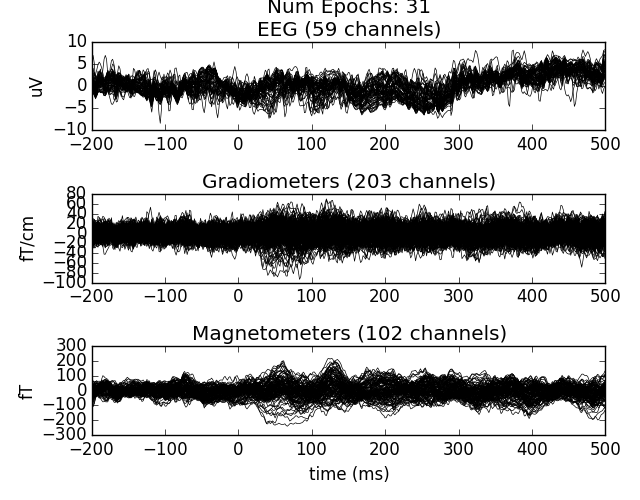 Num Epochs: 31
EEG (59 channels)
10
5
0
−5
−10
uV
−200 −100 0 100 200 300 400 500
Gradiometers (203 channels)
80
60
40
20
0
−20
−40
−60
−80
−100
fT/cm
−200 −100 0 100 200 300 400 500
Magnetometers (102 channels)
300
200
100
0
−100
−200
−300
fT
−200 −100 0 100 200 300 400 500
time (ms)